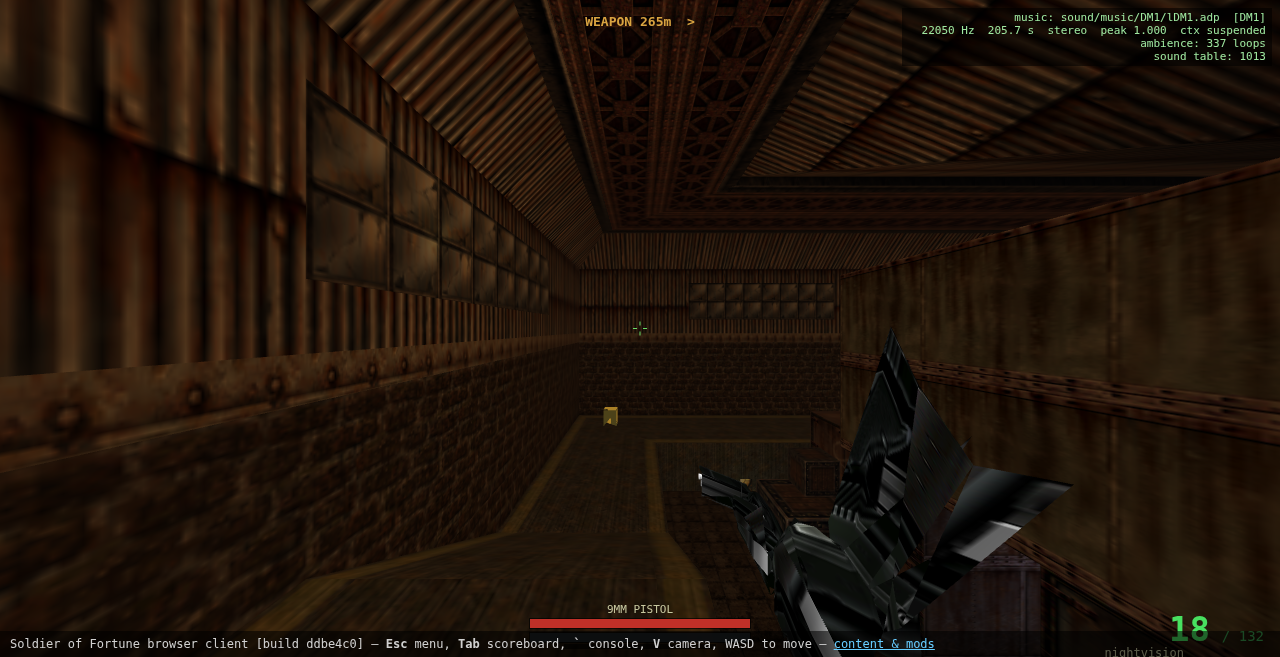 WEAPON 265m >
music: sound/music/DM1/lDM1.adp [DM1]
22050 Hz 205.7 s stereo peak 1.000 ctx suspended
ambience: 337 loops
sound table: 1013
9MM PISTOL
18 / 132
Soldier of Fortune browser client [build ddbe4c0] — Esc menu, Tab scoreboard, ` console, V camera, WASD to move — content & mods
nightvision